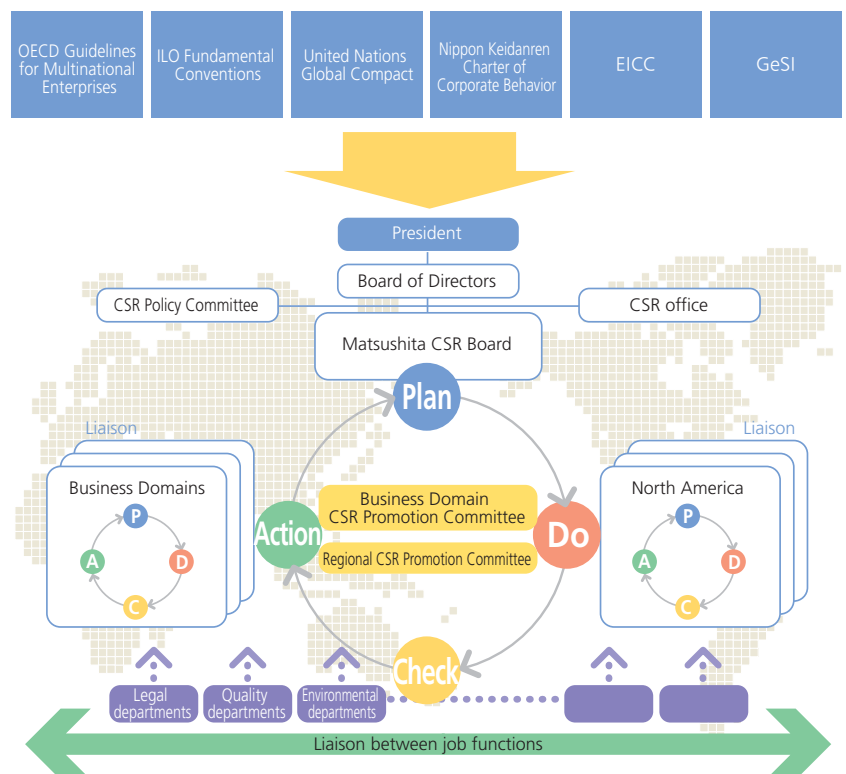 OECD Guidelines
for Multinational
Enterprises
ILO Fundamental
Conventions
United Nations
Global Compact
Nippon Keidanren
Charter of
Corporate Behavior
EICC
GeSI
President
Board of Directors
CSR Policy Committee
CSR office
Matsushita CSR Board
Plan
Liaison
Liaison
Business Domains
P
A
D
C
Action
Business Domain
CSR Promotion Committee
Regional CSR Promotion Committee
Do
North America
P
A
D
C
Check
Legal
departments
Quality
departments
Environmental
departments
Liaison between job functions